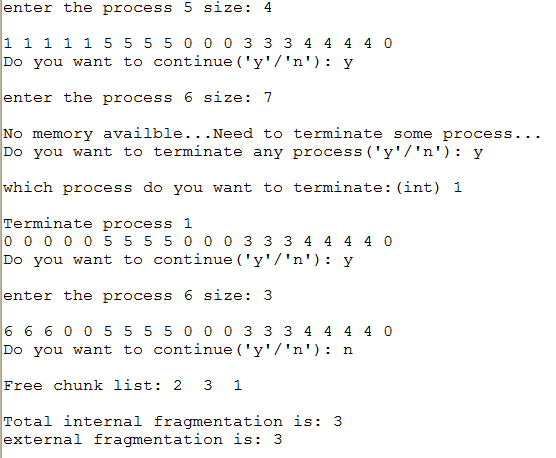 enter the process 5 size: 4
1 1 1 1 1 5 5 5 5 0 0 0 3 3 3 4 4 4 4 0
Do you want to continue('y'/'n'): y
enter the process 6 size: 7
No memory availble...Need to terminate some process...
Do you want to terminate any process('y'/'n'): y
which process do you want to terminate:(int) 1
Terminate process 1
0 0 0 0 0 5 5 5 5 0 0 0 3 3 3 4 4 4 4 0
Do you want to continue('y'/'n'): y
enter the process 6 size: 3
6 6 6 0 0 5 5 5 5 0 0 0 3 3 3 4 4 4 4 0
Do you want to continue('y'/'n'): n
Free chunk list: 2  3  1
Total internal fragmentation is: 3
external fragmentation is: 3